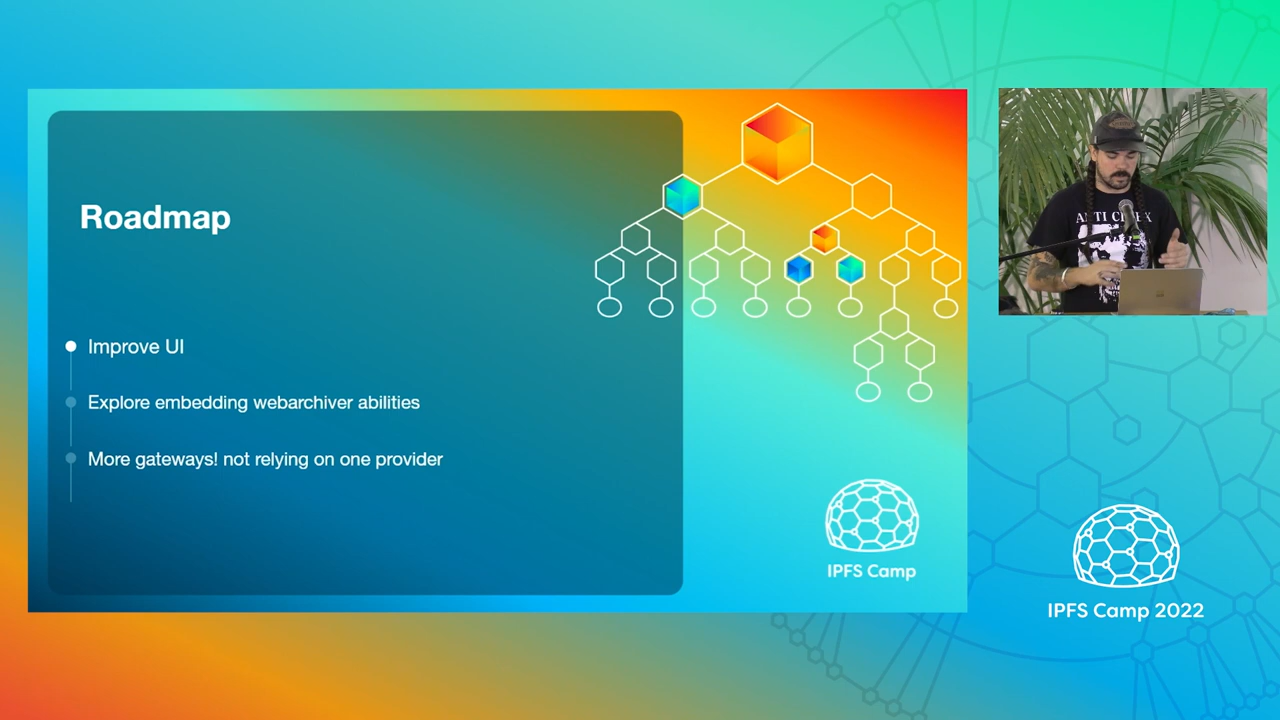 Roadmap
Improve UI
Explore embedding webarchiver abilities
More gateways! not relying on one provider
IPFS Camp
IPFS Camp 2022